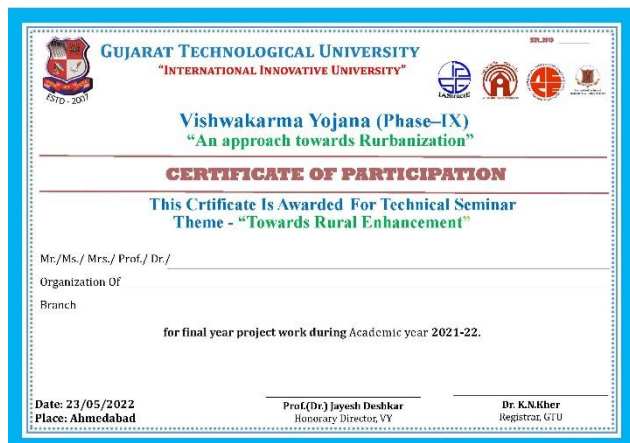 SR.NO
GUJARAT TECHNOLOGICAL UNIVERSITY
"INTERNATIONAL INNOVATIVE UNIVERSITY"
ESTD - 2007
Vishwakarma Yojana (Phase–IX)
"An approach towards Rurbanization"
CERTIFICATE OF PARTICIPATION
This Crtificate Is Awarded For Technical Seminar
Theme - "Towards Rural Enhancement"
Mr./Ms./ Mrs./ Prof./ Dr./
Organization Of
Branch
for final year project work during Academic year 2021-22.
Date: 23/05/2022
Place: Ahmedabad
Prof.(Dr.) Jayesh Deshkar
Honorary Director, VY
Dr. K.N.Kher
Registrar, GTU